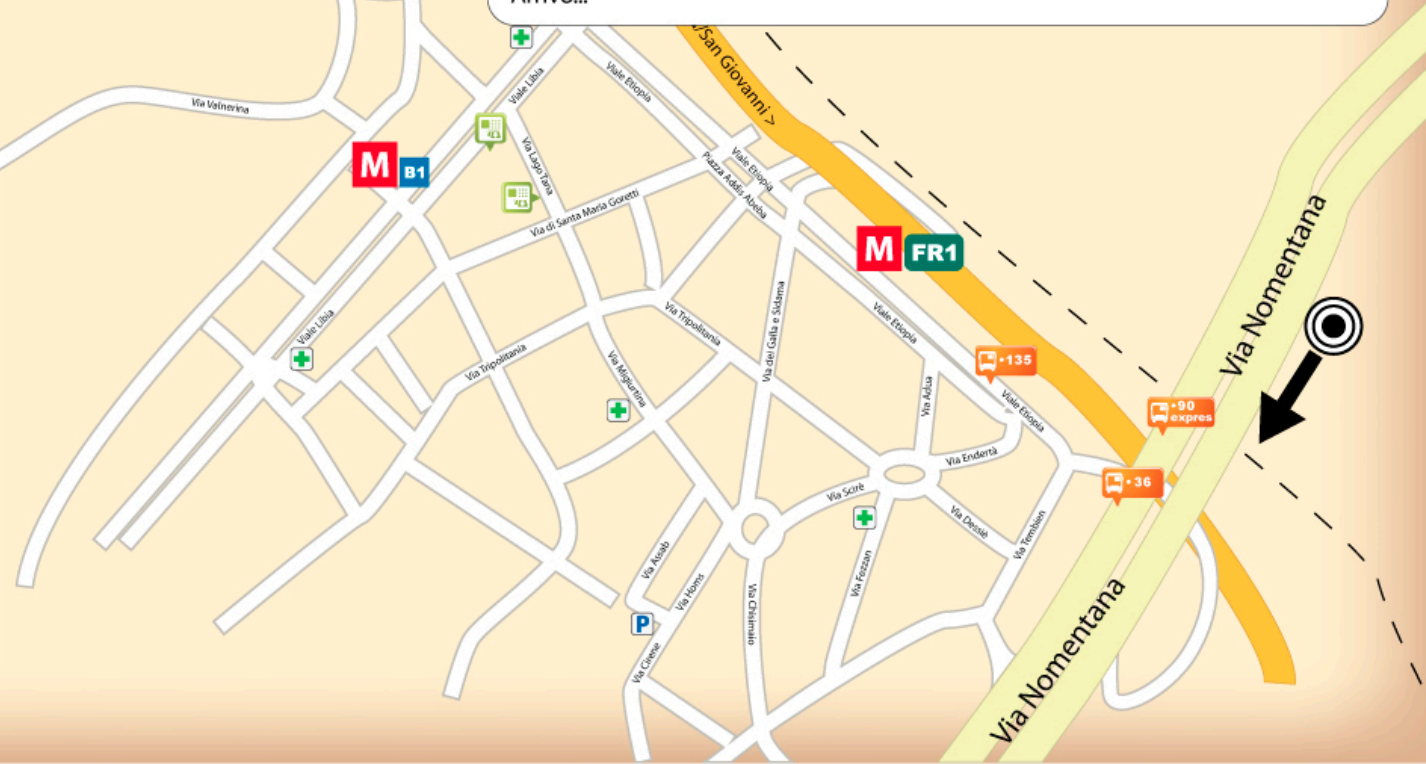 Arrivo...
/San Giovanni >
Viale Etiopia
Viale Libia
Via Valnerina
Via Lago Tana
M B1
Viale Etiopia
Piazza Addis Abeba
Via di Santa Maria Goretti
M FR1
Via Nomentana
Viale Libia
Via Tripolitania
Via dei Galla e Sidama
Viale Etiopia
Via Tripolitania
Via Migiurtina
•135
Via Adua
Viale Etiopia
•90
expres
Via Endertà
• 36
Via Scirè
Via Dessiè
Via Tembien
Via Assab
Via Homs
Via Fezzan
Via Chisimaio
P
Via Cirene
Via Nomentana